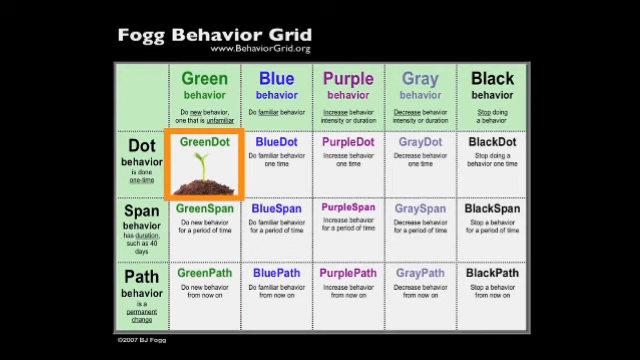 Fogg Behavior Grid
www.BehaviorGrid.org
Green
behavior
Do new behavior,
one that is unfamiliar
Blue
behavior
Do familiar behavior
Purple
behavior
Increase behavior
intensity or duration
Gray
behavior
Decrease behavior
intensity or duration
Black
behavior
Stop doing
a behavior
Dot
behavior
is done
one-time
GreenDot
BlueDot
Do familiar behavior
one time
PurpleDot
Increase behavior
one time
GrayDot
Decrease behavior
one time
BlackDot
Stop doing a
behavior one time
Span
behavior
has duration,
such as 40
days
GreenSpan
Do new behavior
for a period of time
BlueSpan
Do familiar behavior
for a period of time
PurpleSpan
Increase behavior
for a period of time
GraySpan
Decrease behavior
for a period of time
BlackSpan
Stop a behavior
for a period of time
Path
behavior
is a
permanent
change
GreenPath
Do new behavior
from now on
BluePath
Do familiar behavior
from now on
PurplePath
Increase behavior
from now on
GrayPath
Decrease behavior
from now on
BlackPath
Stop a behavior
from now on
©2007 BJ Fogg